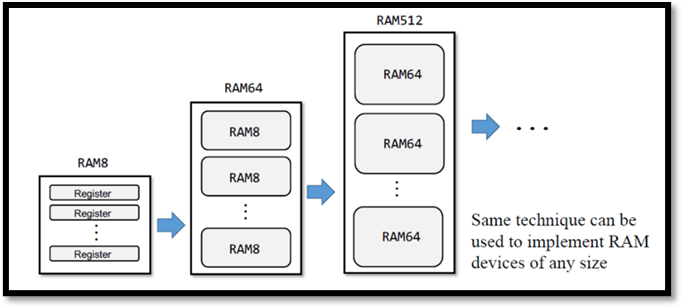 RAM8
Register
Register
⋮
Register
RAM64
RAM8
RAM8
⋮
RAM8
RAM512
RAM64
RAM64
⋮
RAM64
...
Same technique can be
used to implement RAM
devices of any size